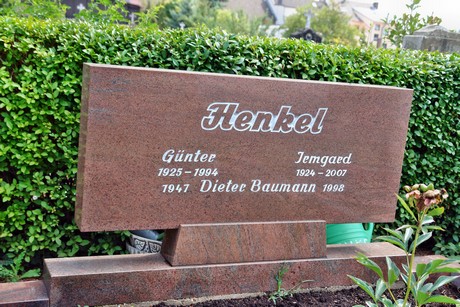 Henkel
Günter Irmgard
1925 - 1994 1924 - 2007
1947 Dieter Baumann 1998